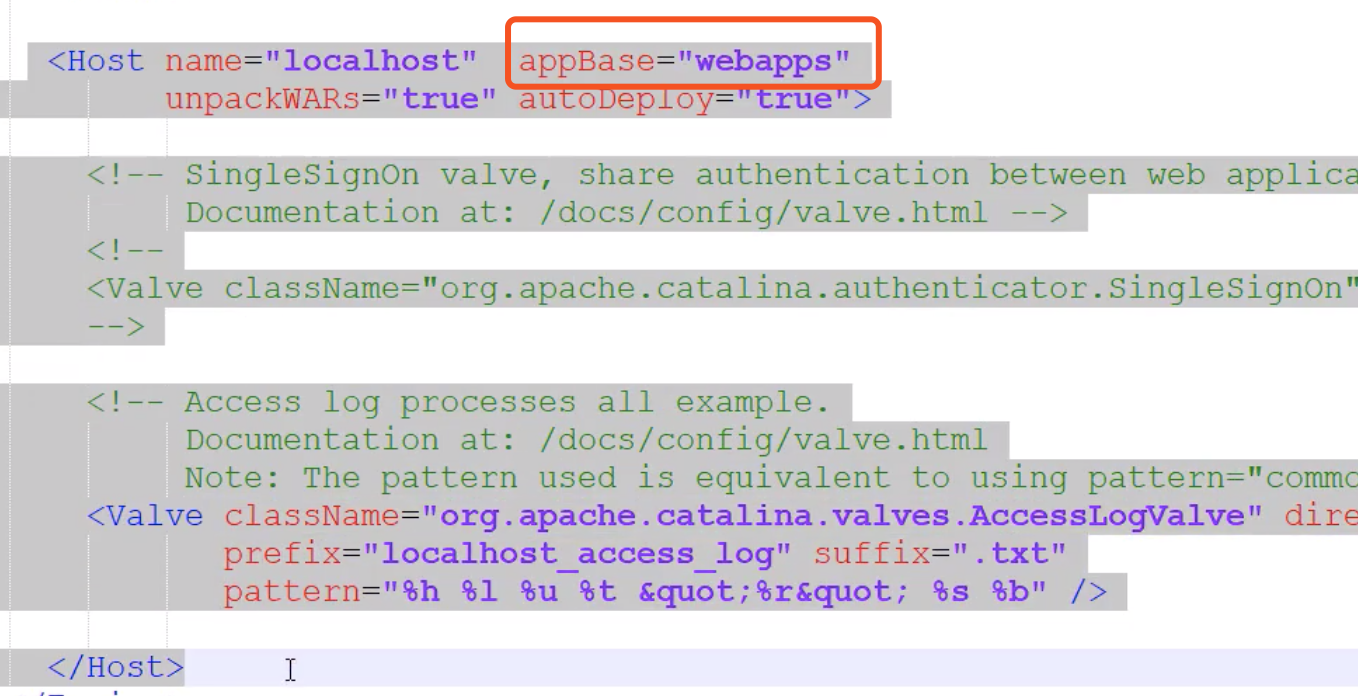 <Host name="localhost"  appBase="webapps"
unpackWARs="true" autoDeploy="true">
<!-- SingleSignOn valve, share authentication between web applica
Documentation at: /docs/config/valve.html -->
<!--
<Valve className="org.apache.catalina.authenticator.SingleSignOn"
-->
<!-- Access log processes all example.
Documentation at: /docs/config/valve.html
Note: The pattern used is equivalent to using pattern="commo
<Valve className="org.apache.catalina.valves.AccessLogValve" dire
prefix="localhost_access_log" suffix=".txt"
pattern="%h %l %u %t &quot;%r&quot; %s %b" />
</Host>